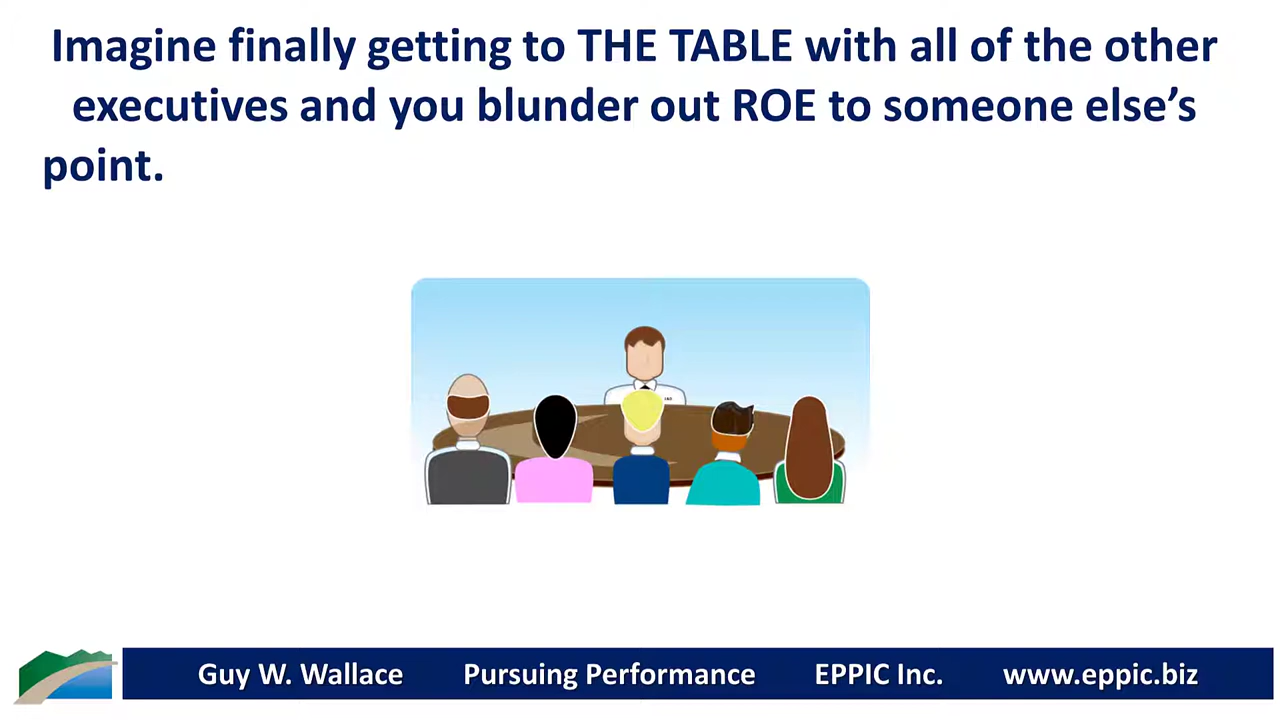 Imagine finally getting to THE TABLE with all of the other
executives and you blunder out ROE to someone else’s
point.
Guy W. Wallace Pursuing Performance EPPIC Inc. www.eppic.biz